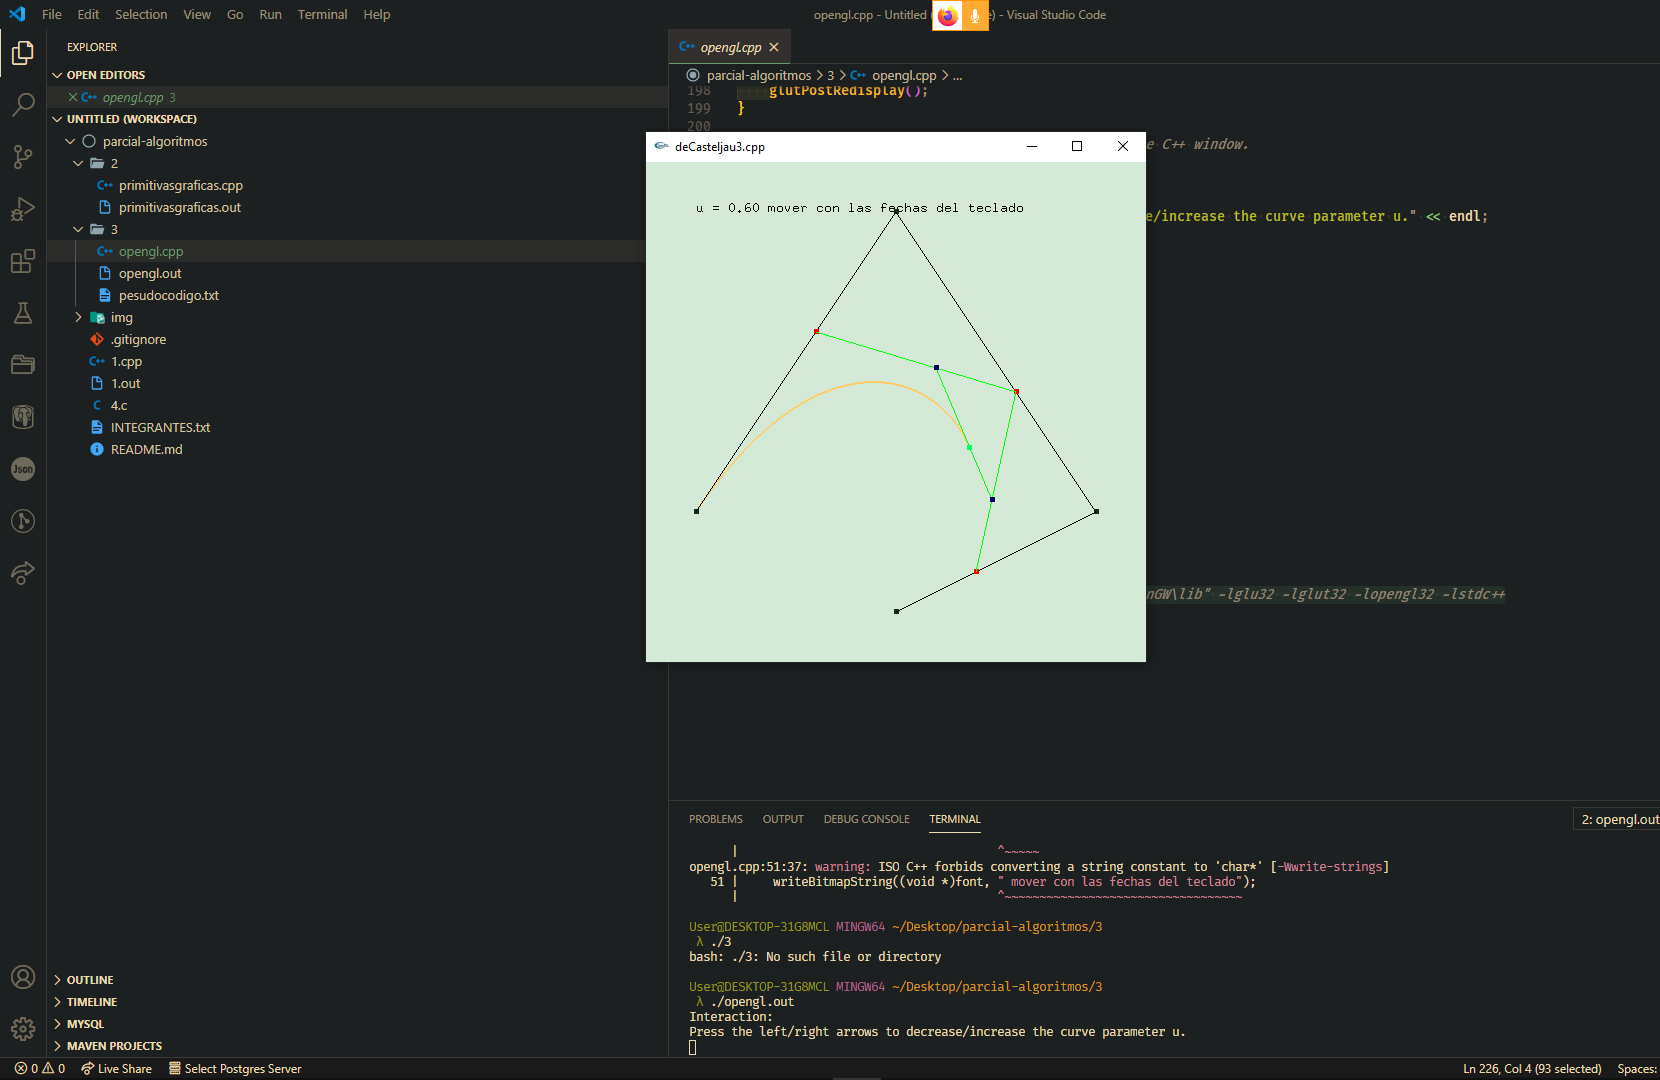 File Edit Selection View Go Run Terminal Help
opengl.cpp - Untitled ( e) - Visual Studio Code
EXPLORER
OPEN EDITORS
opengl.cpp 3
UNTITLED (WORKSPACE)
parcial-algoritmos
2
primitivasgraficas.cpp
primitivasgraficas.out
3
opengl.cpp
opengl.out
pesudocodigo.txt
img
.gitignore
1.cpp
1.out
4.c
INTEGRANTES.txt
README.md
OUTLINE
TIMELINE
MYSQL
MAVEN PROJECTS
opengl.cpp
parcial-algoritmos > 3 > opengl.cpp > ...
198 glutPostRedisplay();
199 }
200
e C++ window.
e/increase the curve parameter u." << endl;
nGW\lib" -lglu32 -lglut32 -lopengl32 -lstdc++
deCasteljau3.cpp
u = 0.60 mover con las fechas del teclado
PROBLEMS OUTPUT DEBUG CONSOLE TERMINAL
2: opengl.out
| ^~~~~~
opengl.cpp:51:37: warning: ISO C++ forbids converting a string constant to 'char*' [-Wwrite-strings]
51 | writeBitmapString((void *)font, " mover con las fechas del teclado");
| ^~~~~~~~~~~~~~~~~~~~~~~~~~~~~~~~~~~
User@DESKTOP-31G8MCL MINGW64 ~/Desktop/parcial-algoritmos/3
λ ./3
bash: ./3: No such file or directory
User@DESKTOP-31G8MCL MINGW64 ~/Desktop/parcial-algoritmos/3
λ ./opengl.out
Interaction:
Press the left/right arrows to decrease/increase the curve parameter u.
Json
0 0 Live Share Select Postgres Server
Ln 226, Col 4 (93 selected) Spaces: